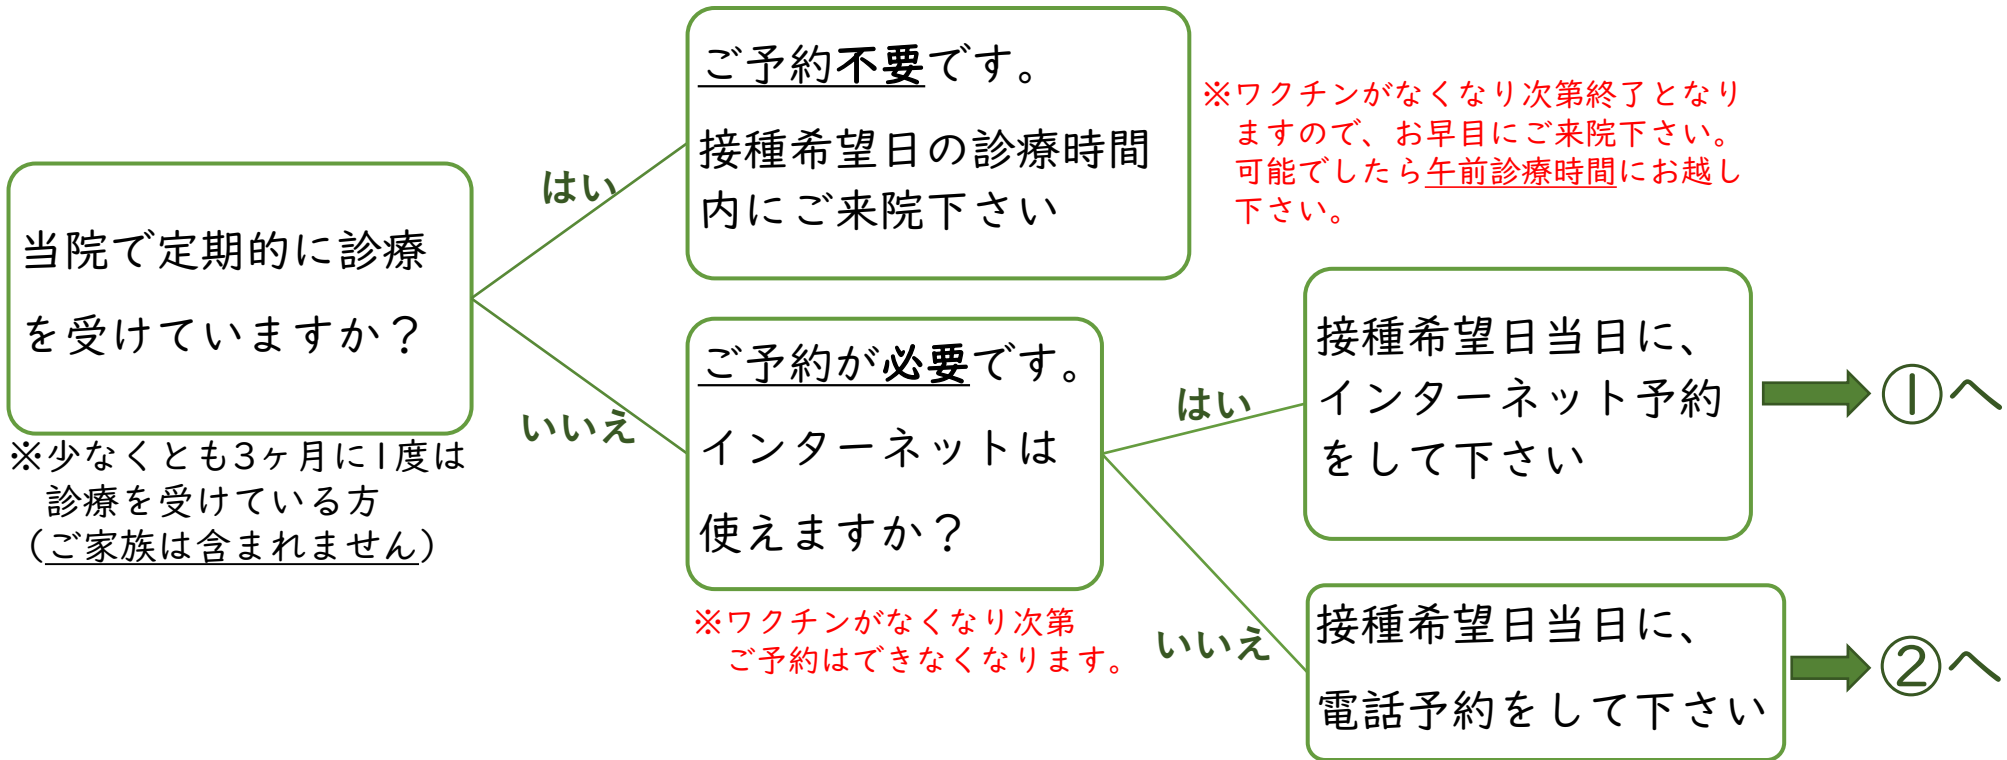 当院で定期的に診療
を受けていますか？
※少なくとも3ヶ月に1度は
診療を受けている方
（ご家族は含まれません）
はい
ご予約不要です。
接種希望日の診療時間
内にご来院下さい
※ワクチンがなくなり次第終了となり
ますので、お早目にご来院下さい。
可能でしたら午前診療時間にお越し
下さい。
いいえ
ご予約が必要です。
インターネットは
使えますか？
※ワクチンがなくなり次第
ご予約はできなくなります。
はい
接種希望日当日に、
インターネット予約
をして下さい
①へ
いいえ
接種希望日当日に、
電話予約をして下さい
②へ